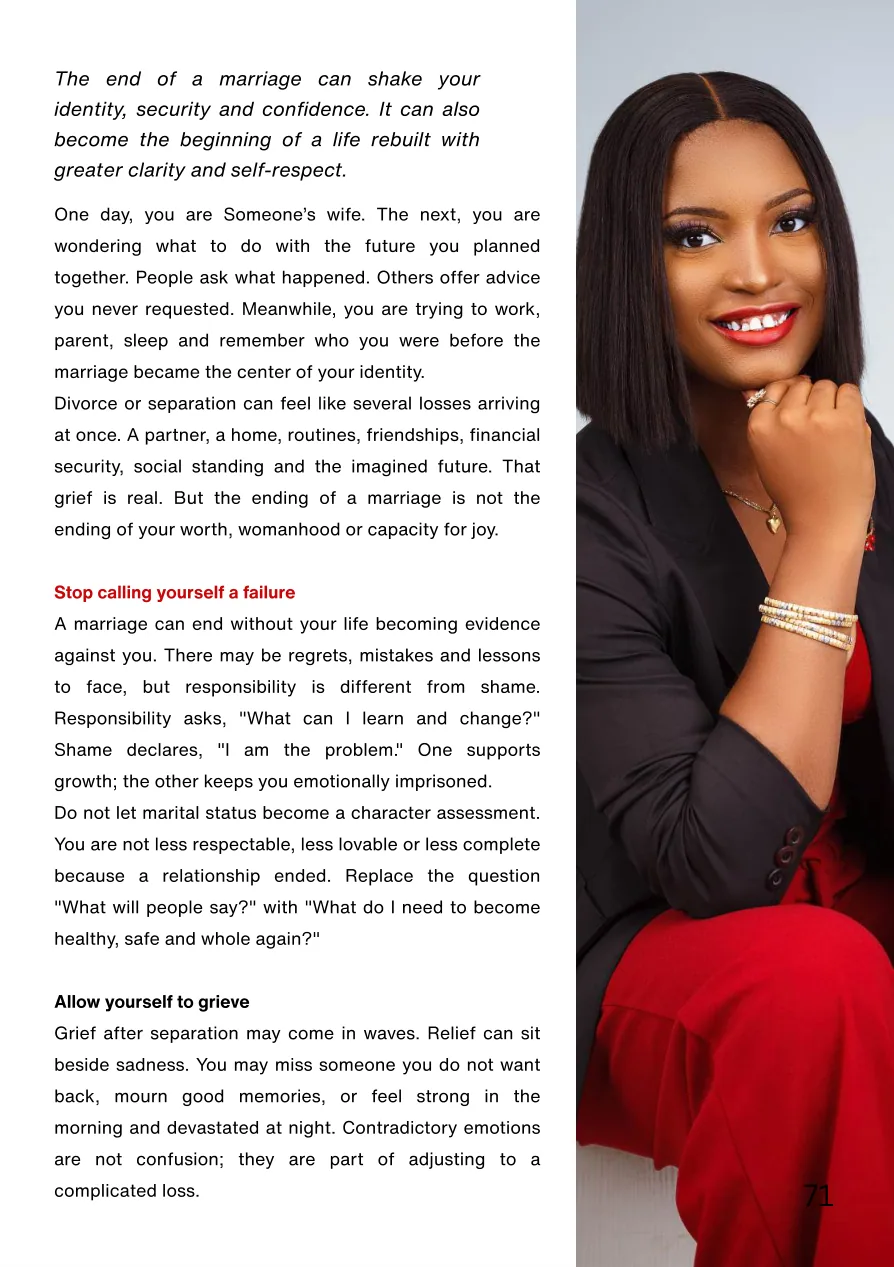 The end of a marriage can shake your
identity, security and confidence. It can also
become the beginning of a life rebuilt with
greater clarity and self-respect.
One day, you are Someone’s wife. The next, you are
wondering what to do with the future you planned
together. People ask what happened. Others offer advice
you never requested. Meanwhile, you are trying to work,
parent, sleep and remember who you were before the
marriage became the center of your identity.
Divorce or separation can feel like several losses arriving
at once. A partner, a home, routines, friendships, financial
security, social standing and the imagined future. That
grief is real. But the ending of a marriage is not the
ending of your worth, womanhood or capacity for joy.
Stop calling yourself a failure
A marriage can end without your life becoming evidence
against you. There may be regrets, mistakes and lessons
to face, but responsibility is different from shame.
Responsibility asks, "What can I learn and change?"
Shame declares, "I am the problem." One supports
growth; the other keeps you emotionally imprisoned.
Do not let marital status become a character assessment.
You are not less respectable, less lovable or less complete
because a relationship ended. Replace the question
"What will people say?" with "What do I need to become
healthy, safe and whole again?"
Allow yourself to grieve
Grief after separation may come in waves. Relief can sit
beside sadness. You may miss someone you do not want
back, mourn good memories, or feel strong in the
morning and devastated at night. Contradictory emotions
are not confusion; they are part of adjusting to a
complicated loss.
71